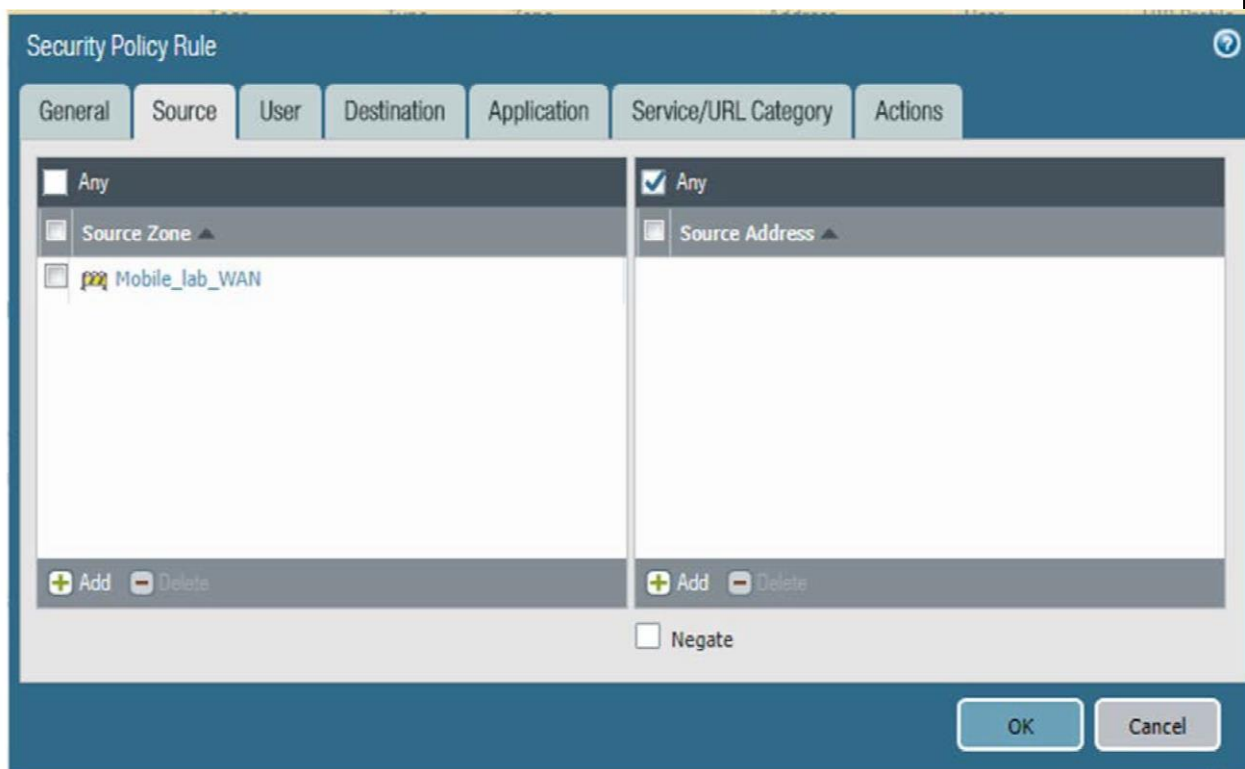 Security Policy Rule
General Source User Destination Application Service/URL Category Actions
Any Any
Source Zone Source Address
Mobile_lab_WAN
Add Delete Add Delete
Negate
OK Cancel